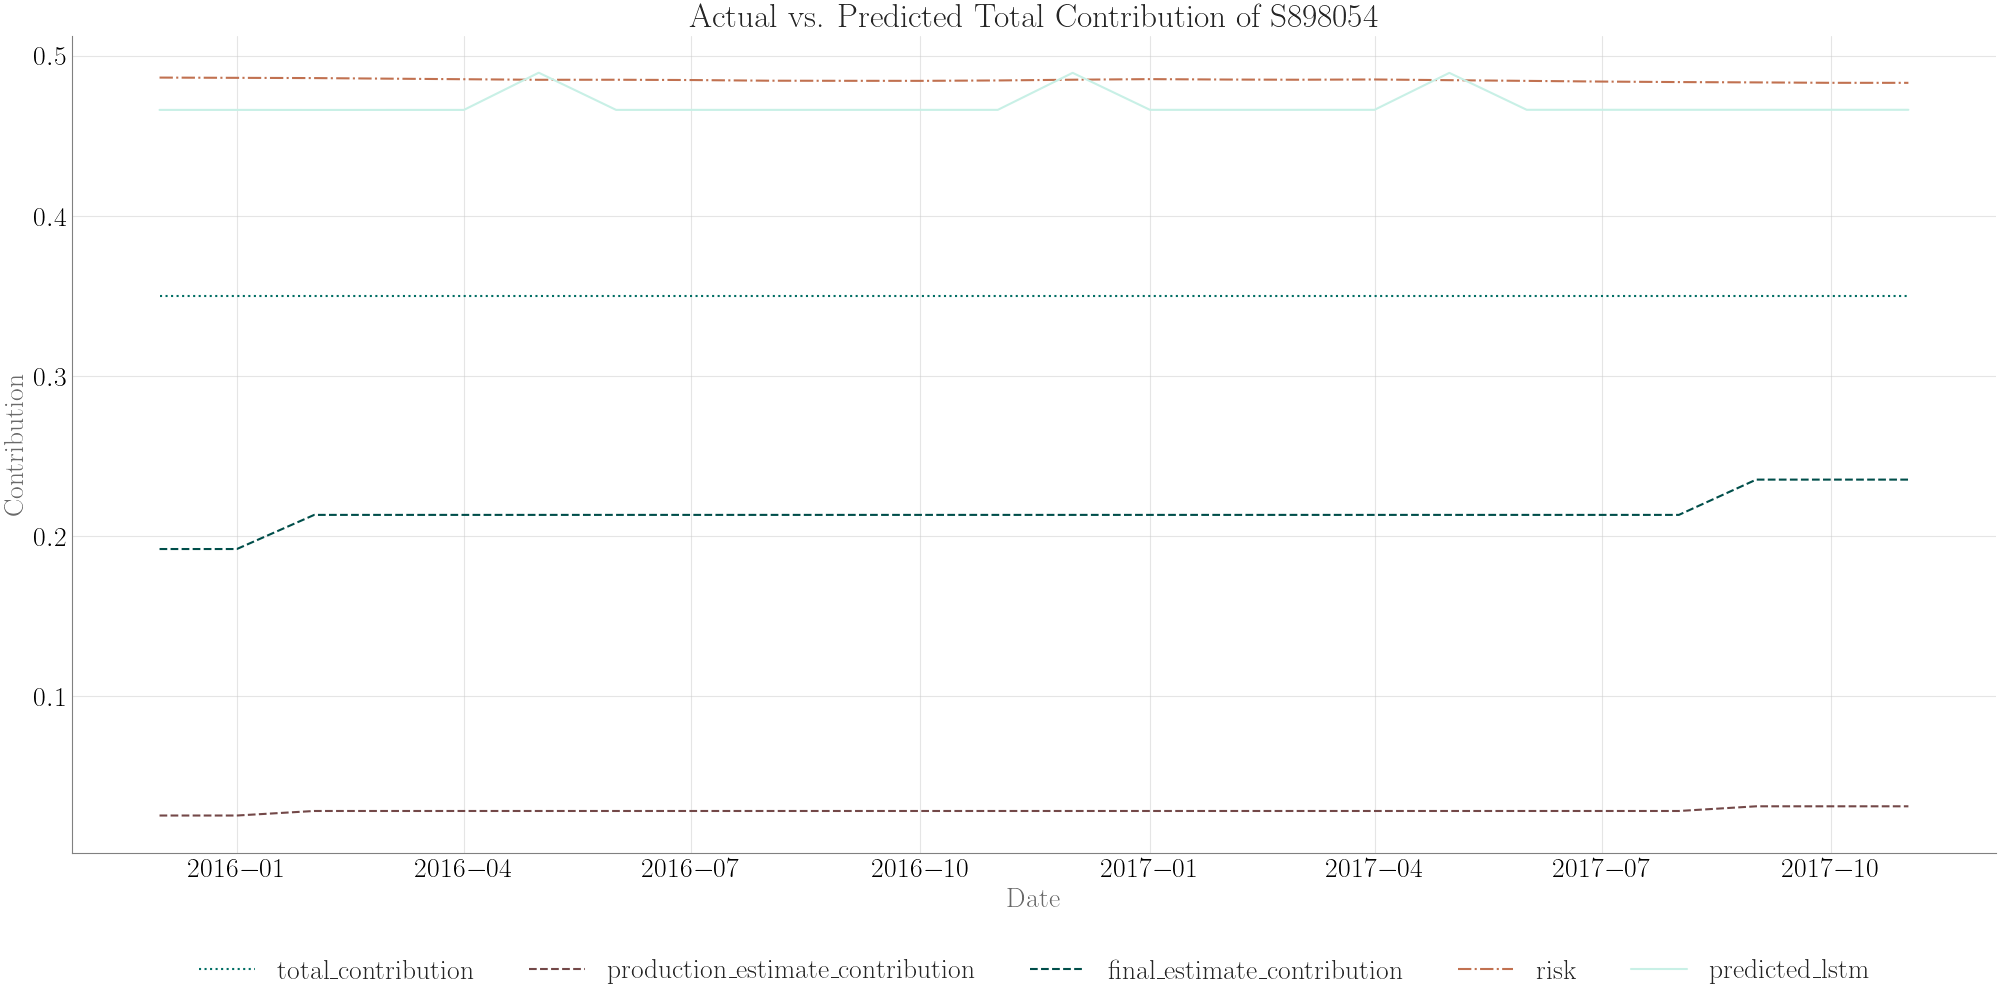 Actual vs. Predicted Total Contribution of S898054
Contribution
0.5
0.4
0.3
0.2
0.1
2016–01 2016–04 2016–07 2016–10 2017–01 2017–04 2017–07 2017–10
Date
total_contribution production_estimate_contribution final_estimate_contribution risk predicted_lstm